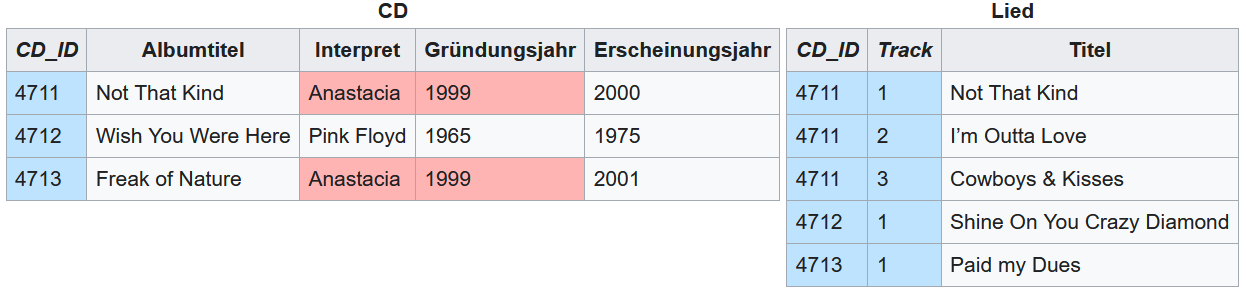 CD
CD_ID Albumtitel Interpret Gründungsjahr Erscheinungsjahr
4711 Not That Kind Anastacia 1999 2000
4712 Wish You Were Here Pink Floyd 1965 1975
4713 Freak of Nature Anastacia 1999 2001
Lied
CD_ID Track Titel
4711 1 Not That Kind
4711 2 I’m Outta Love
4711 3 Cowboys & Kisses
4712 1 Shine On You Crazy Diamond
4713 1 Paid my Dues